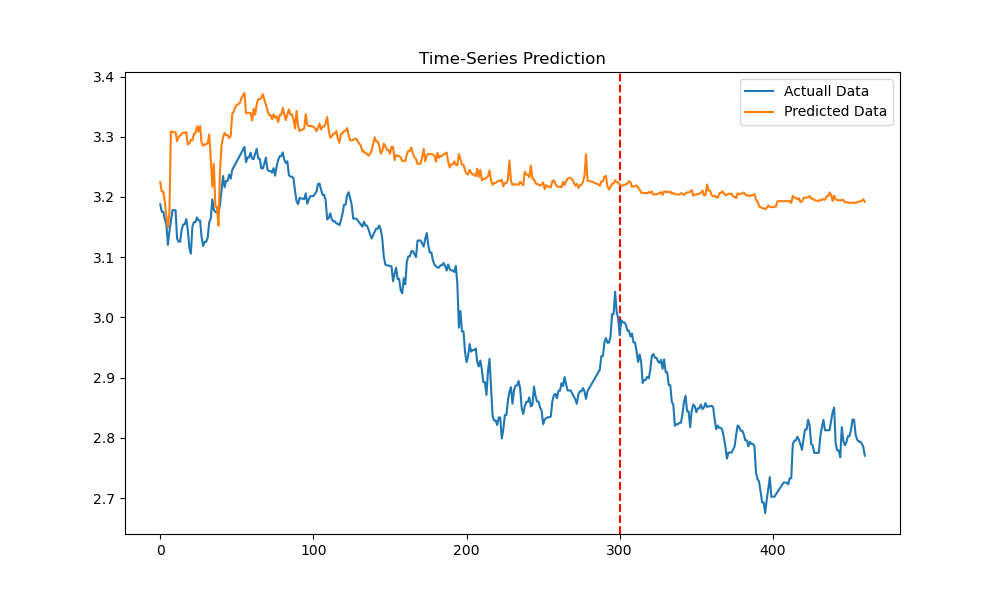 Time-Series Prediction
Actuall Data
Predicted Data
3.4
3.3
3.2
3.1
3.0
2.9
2.8
2.7
0 100 200 300 400